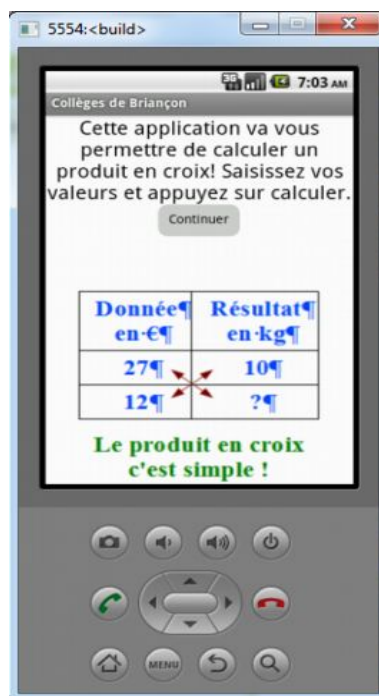 5554:<build>
3G 7:03 AM
Collèges de Briançon
Cette application va vous
permettre de calculer un
produit en croix! Saisissez vos
valeurs et appuyez sur calculer.
Continuer
Donnée¶ Résultat¶
en·€¶ en·kg¶
27¶ 10¶
12¶ ?¶
Le produit en croix
c'est simple !
MENU